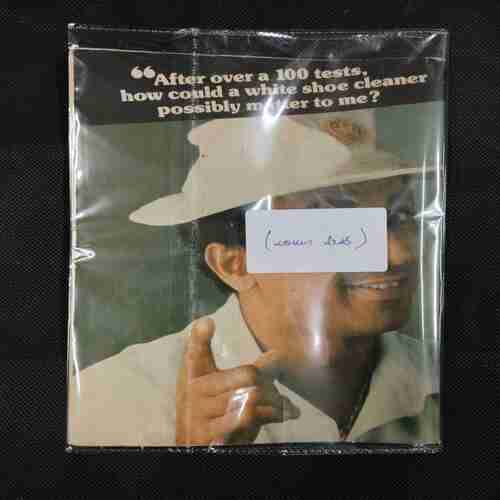 “After over a 100 tests,
how could a white shoe cleaner
possibly matter to me?